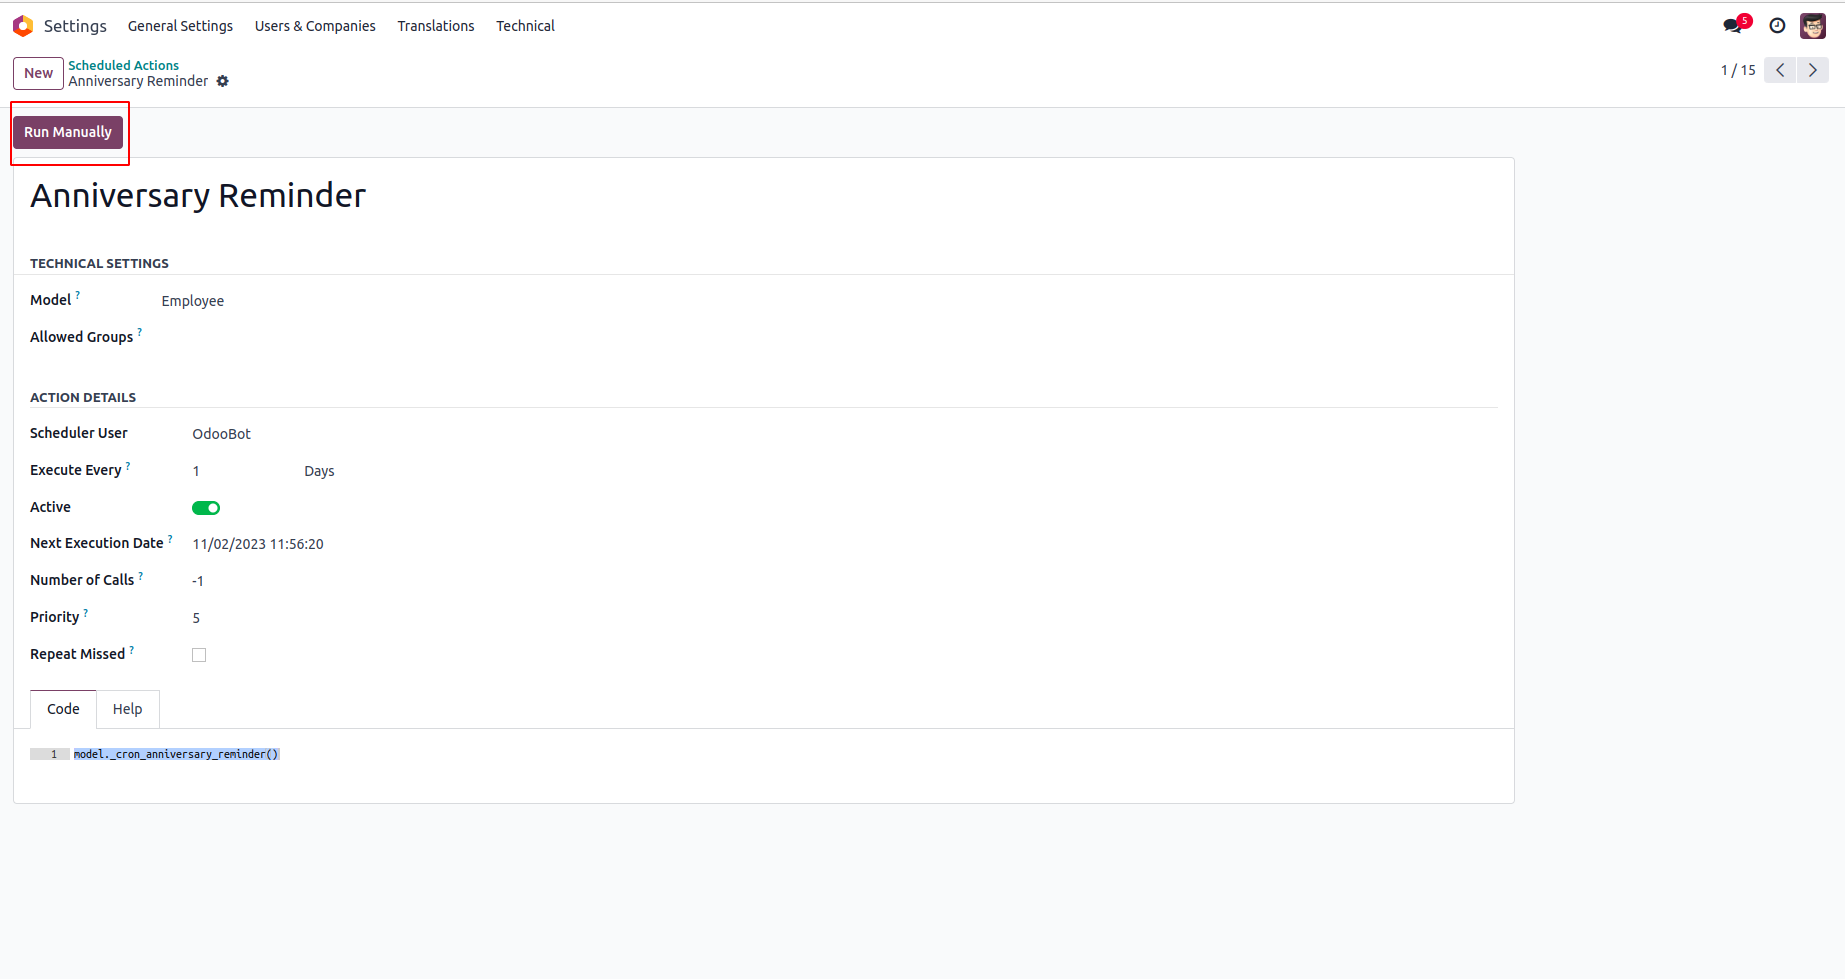 Settings General Settings Users & Companies Translations Technical 5
New Scheduled Actions
Anniversary Reminder 1 / 15
Run Manually
Anniversary Reminder
TECHNICAL SETTINGS
Model ? Employee
Allowed Groups ?
ACTION DETAILS
Scheduler User OdooBot
Execute Every ? 1 Days
Active
Next Execution Date ? 11/02/2023 11:56:20
Number of Calls ? -1
Priority ? 5
Repeat Missed ?
Code Help
1 model._cron_anniversary_reminder()